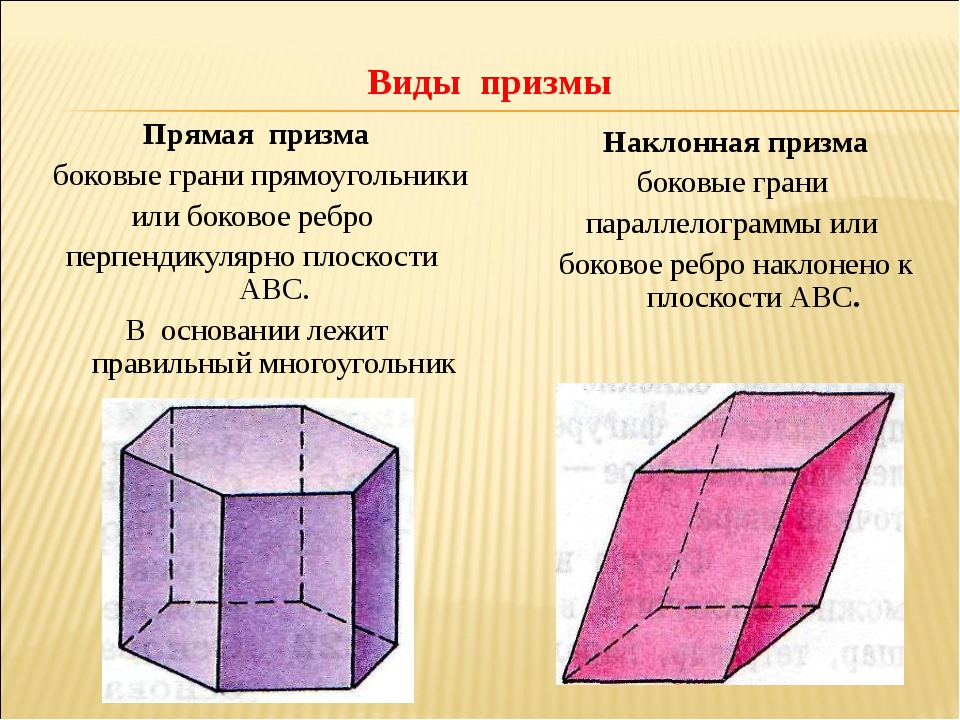 Виды призмы
Прямая призма
боковые грани прямоугольники
или боковое ребро
перпендикулярно плоскости
АВС.
В основании лежит
правильный многоугольник
Наклонная призма
боковые грани
параллелограммы или
боковое ребро наклонено к
плоскости АВС.